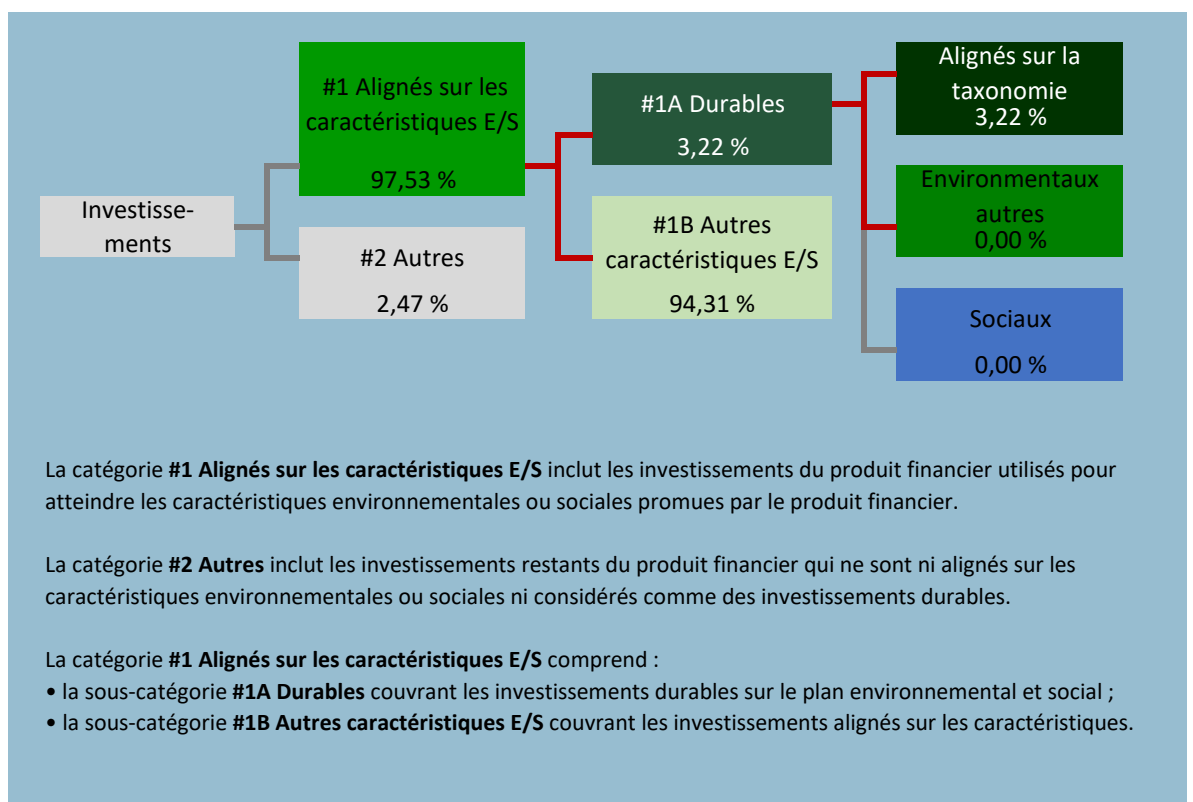 Investisse-
ments
#1 Alignés sur les
caractéristiques E/S
97,53 %
#2 Autres
2,47 %
#1A Durables
3,22 %
#1B Autres
caractéristiques E/S
94,31 %
Alignés sur la
taxonomie
3,22 %
Environmentaux
autres
0,00 %
Sociaux
0,00 %
La catégorie #1 Alignés sur les caractéristiques E/S inclut les investissements du produit financier utilisés pour
atteindre les caractéristiques environnementales ou sociales promues par le produit financier.
La catégorie #2 Autres inclut les investissements restants du produit financier qui ne sont ni alignés sur les
caractéristiques environnementales ou sociales ni considérés comme des investissements durables.
La catégorie #1 Alignés sur les caractéristiques E/S comprend :
• la sous-catégorie #1A Durables couvrant les investissements durables sur le plan environnemental et social ;
• la sous-catégorie #1B Autres caractéristiques E/S couvrant les investissements alignés sur les caractéristiques.